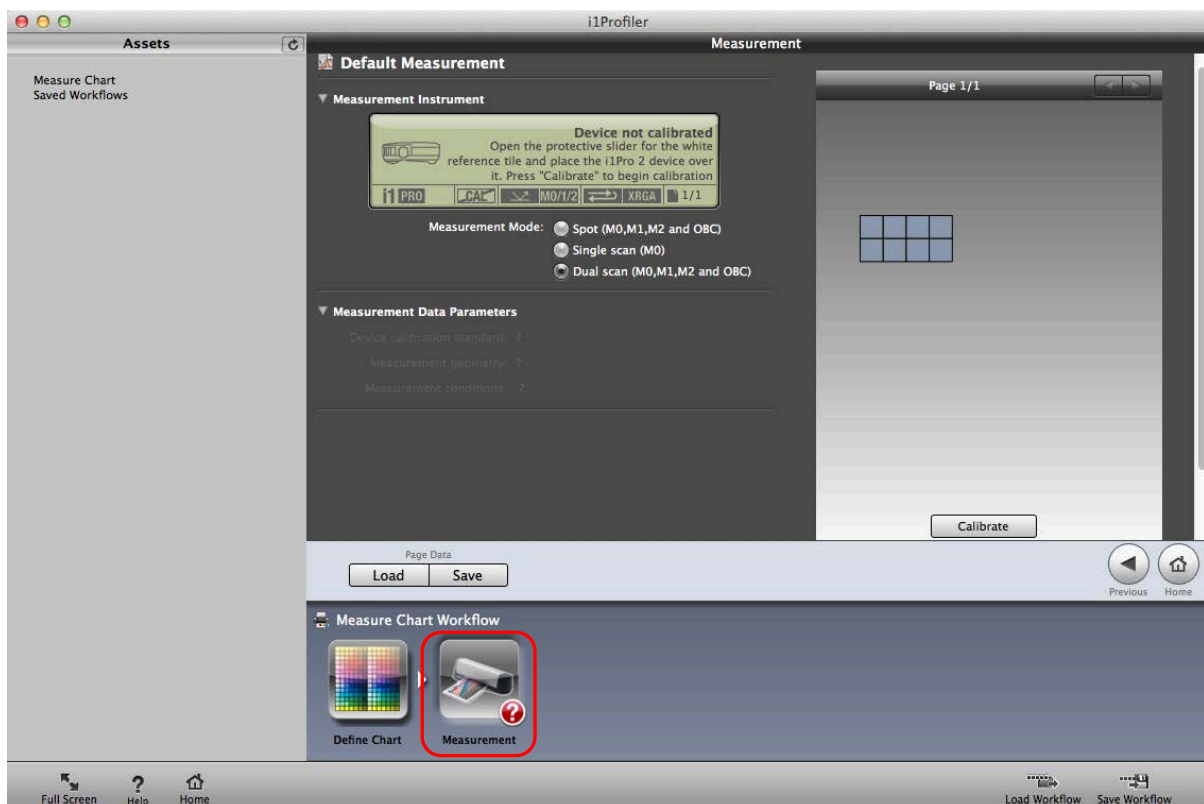 i1Profiler
Assets
Measurement
Measure Chart
Saved Workflows
Default Measurement
Measurement Instrument
Device not calibrated
Open the protective slider for the white
reference tile and place the i1Pro 2 device over
it. Press "Calibrate" to begin calibration
i1 PRO CAL M0/1/2 XRGA 1/1
Measurement Mode:
Spot (M0,M1,M2 and OBC)
Single scan (M0)
Dual scan (M0,M1,M2 and OBC)
Measurement Data Parameters
Device calibration standard: ?
Measurement geometry: ?
Measurement conditions: ?
Page 1/1
Calibrate
Page Data
Load
Save
Previous
Home
Measure Chart Workflow
Define Chart
Measurement
?
Full Screen
?
Help
Home
Load Workflow
Save Workflow